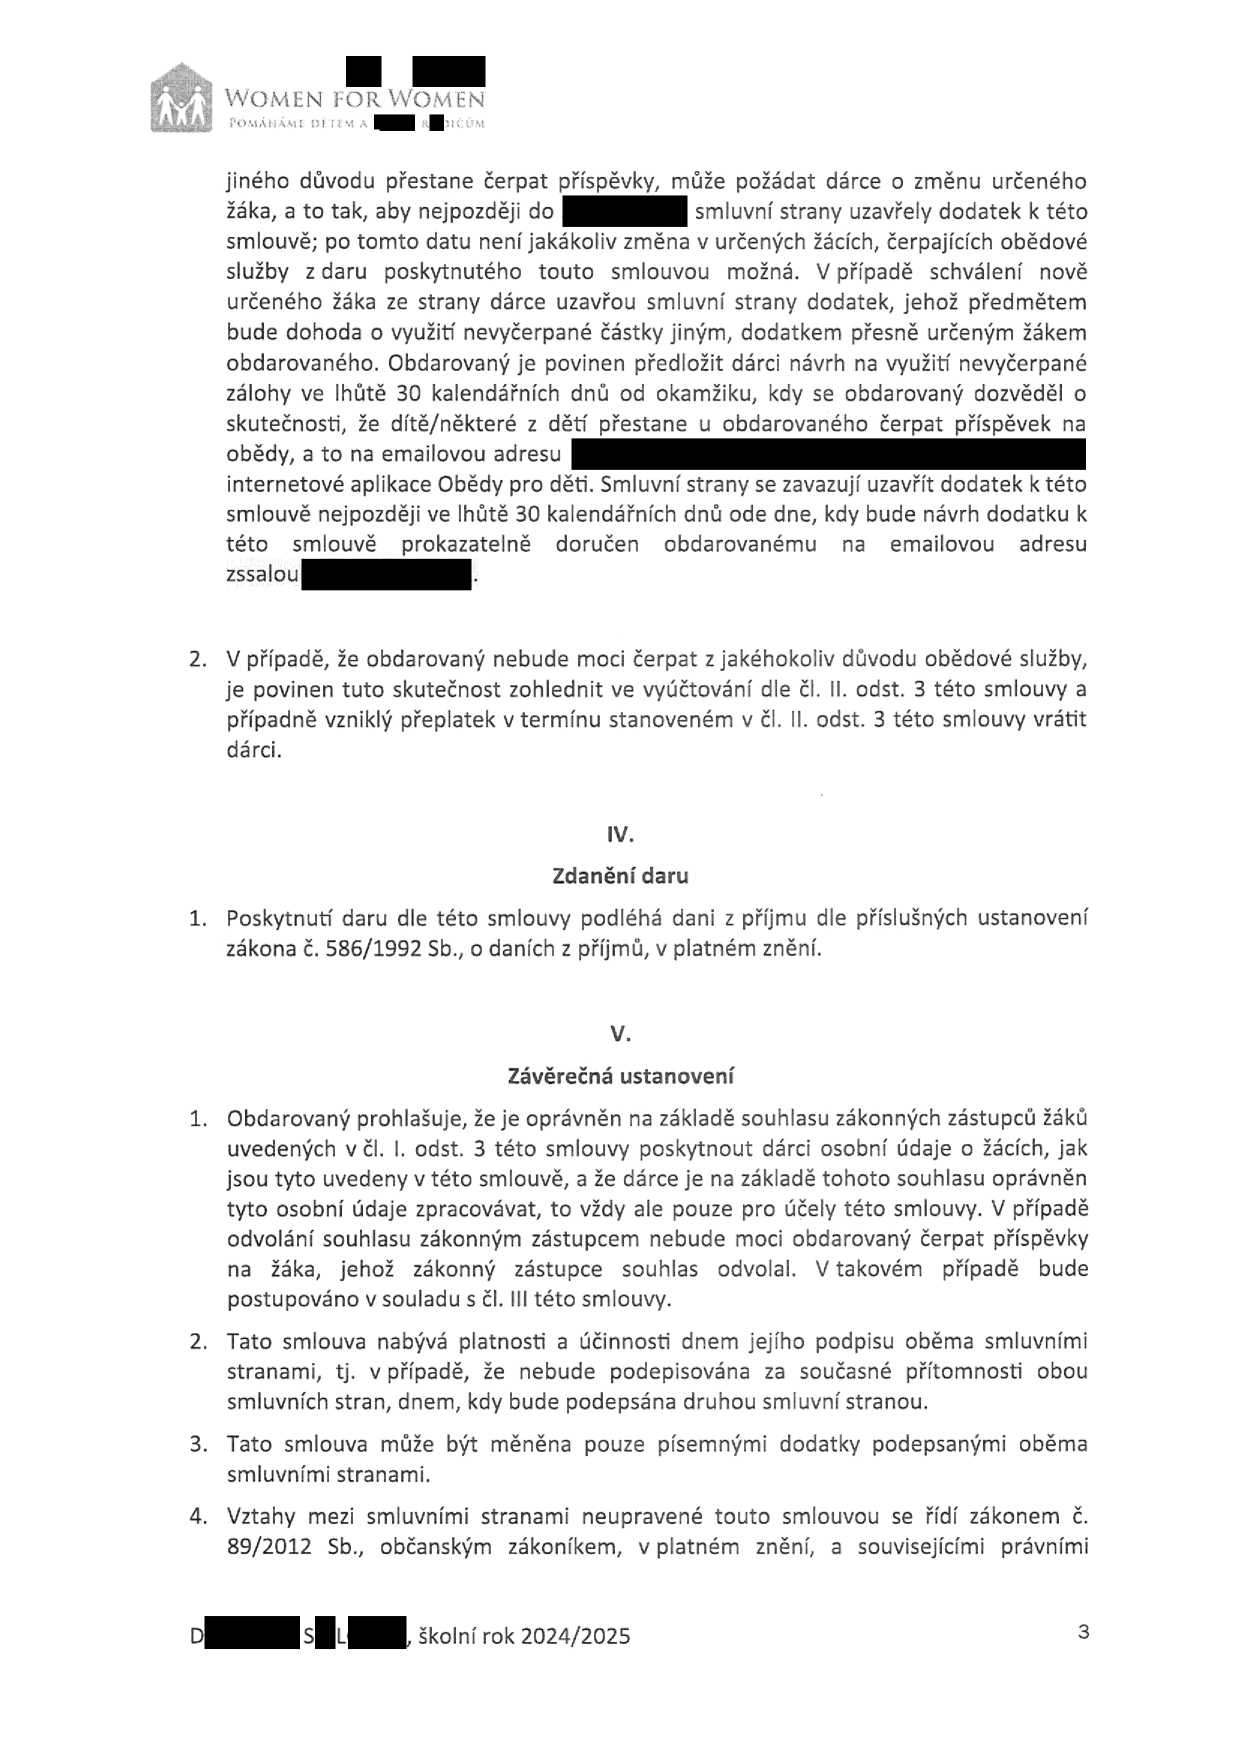 WOMEN FOR WOMEN
POMÁHÁME DĚTEM A
jiného důvodu přestane čerpat příspěvky, může požádat dárce o změnu určeného
žáka, a to tak, aby nejpozději do smluvní strany uzavřely dodatek k této
smlouvě; po tomto datu není jakákoliv změna v určených žácích, čerpajících obědové
služby z daru poskytnutého touto smlouvou možná. V případě schválení nově
určeného žáka ze strany dárce uzavřou smluvní strany dodatek, jehož předmětem
bude dohoda o využití nevyčerpané částky jiným, dodatkem přesně určeným žákem
obdarovaného. Obdarovaný je povinen předložit dárci návrh na využití nevyčerpané
zálohy ve lhůtě 30 kalendářních dnů od okamžiku, kdy se obdarovaný dozvěděl o
skutečnosti, že dítě/některé z dětí přestane u obdarovaného čerpat příspěvek na
obědy, a to na emailovou adresu
internetové aplikace Obědy pro děti. Smluvní strany se zavazují uzavřít dodatek k této
smlouvě nejpozději ve lhůtě 30 kalendářních dnů ode dne, kdy bude návrh dodatku k
této smlouvě prokazatelně doručen obdarovanému na emailovou adresu
zssalou .
2. V případě, že obdarovaný nebude moci čerpat z jakéhokoliv důvodu obědové služby,
je povinen tuto skutečnost zohlednit ve vyúčtování dle čl. II. odst. 3 této smlouvy a
případně vzniklý přeplatek v termínu stanoveném v čl. II. odst. 3 této smlouvy vrátit
dárci.
IV.
Zdanění daru
1. Poskytnutí daru dle této smlouvy podléhá dani z příjmu dle příslušných ustanovení
zákona č. 586/1992 Sb., o daních z příjmů, v platném znění.
V.
Závěrečná ustanovení
1. Obdarovaný prohlašuje, že je oprávněn na základě souhlasu zákonných zástupců žáků
uvedených v čl. I. odst. 3 této smlouvy poskytnout dárci osobní údaje o žácích, jak
jsou tyto uvedeny v této smlouvě, a že dárce je na základě tohoto souhlasu oprávněn
tyto osobní údaje zpracovávat, to vždy ale pouze pro účely této smlouvy. V případě
odvolání souhlasu zákonným zástupcem nebude moci obdarovaný čerpat příspěvky
na žáka, jehož zákonný zástupce souhlas odvolal. V takovém případě bude
postupováno v souladu s čl. III této smlouvy.
2. Tato smlouva nabývá platnosti a účinnosti dnem jejího podpisu oběma smluvními
stranami, tj. v případě, že nebude podepisována za současné přítomnosti obou
smluvních stran, dnem, kdy bude podepsána druhou smluvní stranou.
3. Tato smlouva může být měněna pouze písemnými dodatky podepsanými oběma
smluvními stranami.
4. Vztahy mezi smluvními stranami neupravené touto smlouvou se řídí zákonem č.
89/2012 Sb., občanským zákoníkem, v platném znění, a souvisejícími právními
D S L , školní rok 2024/2025
3